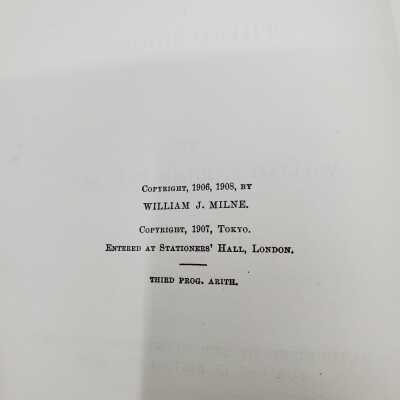 COPYRIGHT, 1906, 1908, BY
WILLIAM J. MILNE.
COPYRIGHT, 1907, TOKYO.
ENTERED AT STATIONERS' HALL, LONDON.
THIRD PROG. ARITH.